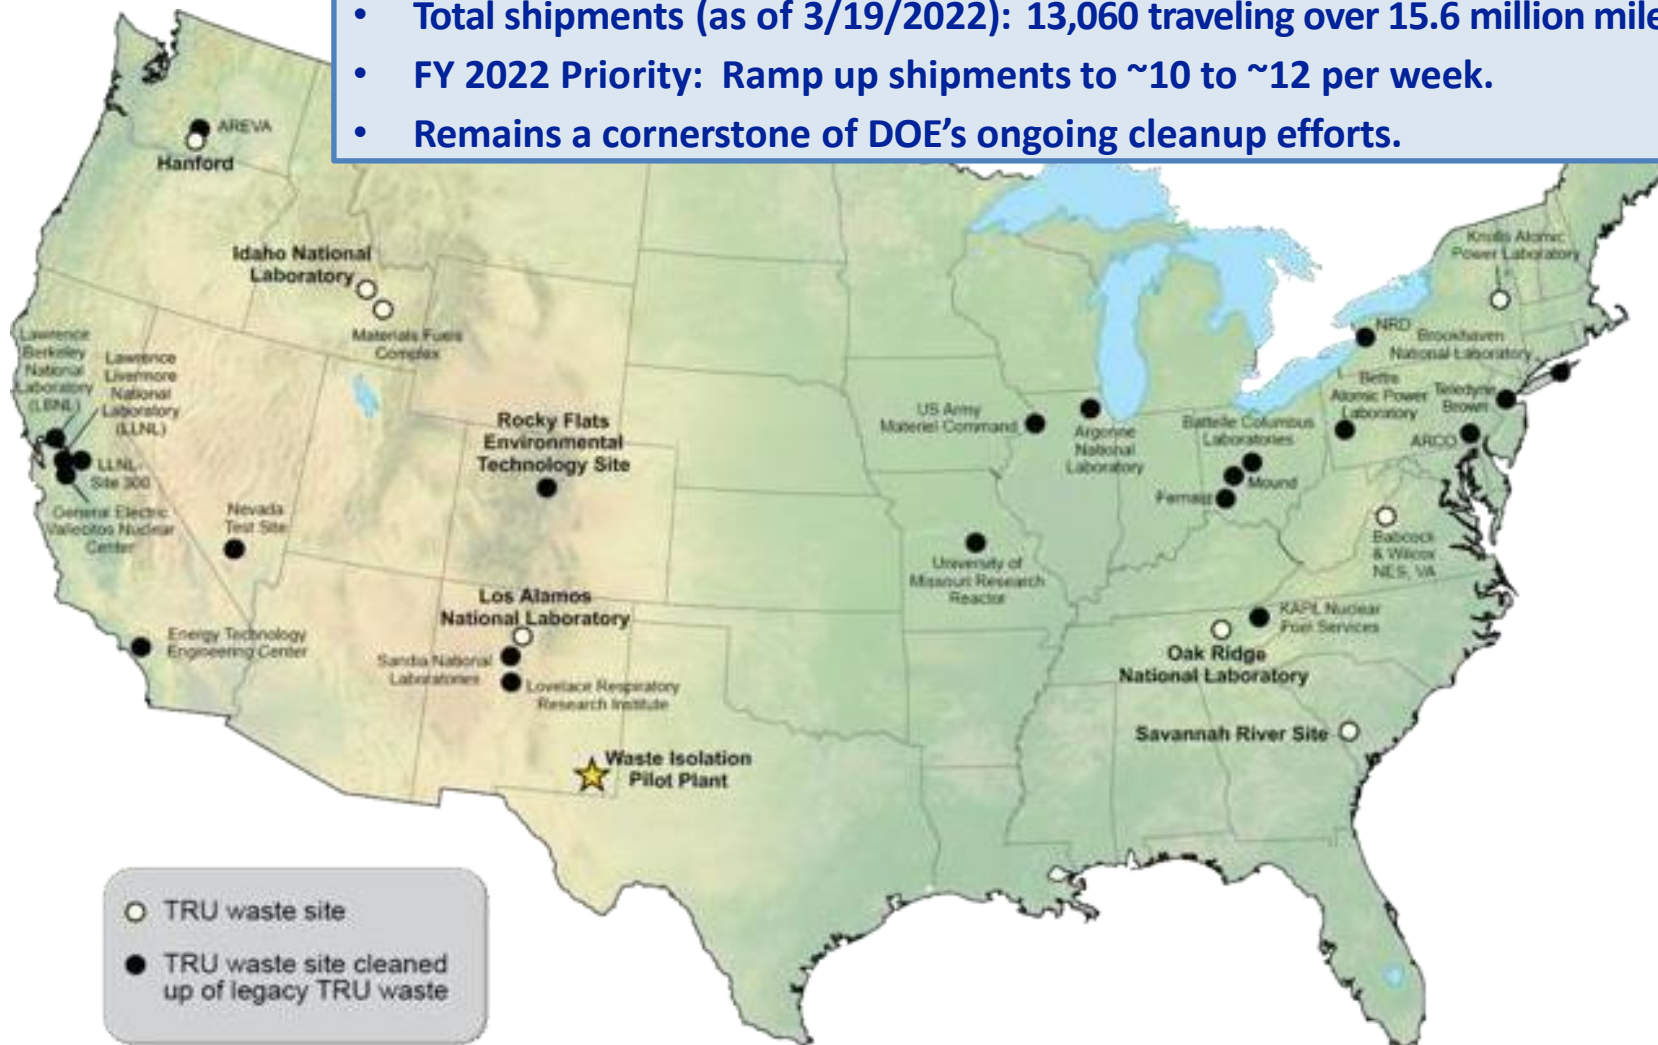 • Total shipments (as of 3/19/2022): 13,060 traveling over 15.6 million mile
• FY 2022 Priority: Ramp up shipments to ~10 to ~12 per week.
• Remains a cornerstone of DOE's ongoing cleanup efforts.
AREVA
Hanford
Idaho National
Laboratory
Materials Fuels
Complex
Lawrence
Berkeley
National
Laboratory
(LBNL)
Lawrence
Livermore
National
Laboratory
(LLNL)
LLNL-
Site 300
General Electric
Vallecitos Nuclear
Center
Nevada
Test Site
Energy Technology
Engineering Center
Rocky Flats
Environmental
Technology Site
Los Alamos
National Laboratory
Sandia National
Laboratories
Lovelace Respiratory
Research Institute
Waste Isolation
Pilot Plant
US Army
Materiel Command
Argonne
National
Laboratory
University of
Missouri Research
Reactor
Battelle Columbus
Laboratories
Mound
Fernald
Knolls Atomic
Power Laboratory
NRD
Brookhaven
National Laboratory
Bettis
Atomic Power
Laboratory
Teledyne
Brown
ARCO
Babcock
& Wilcox
NES, VA
KAPL Nuclear
Fuel Services
Oak Ridge
National Laboratory
Savannah River Site
TRU waste site
TRU waste site cleaned
up of legacy TRU waste